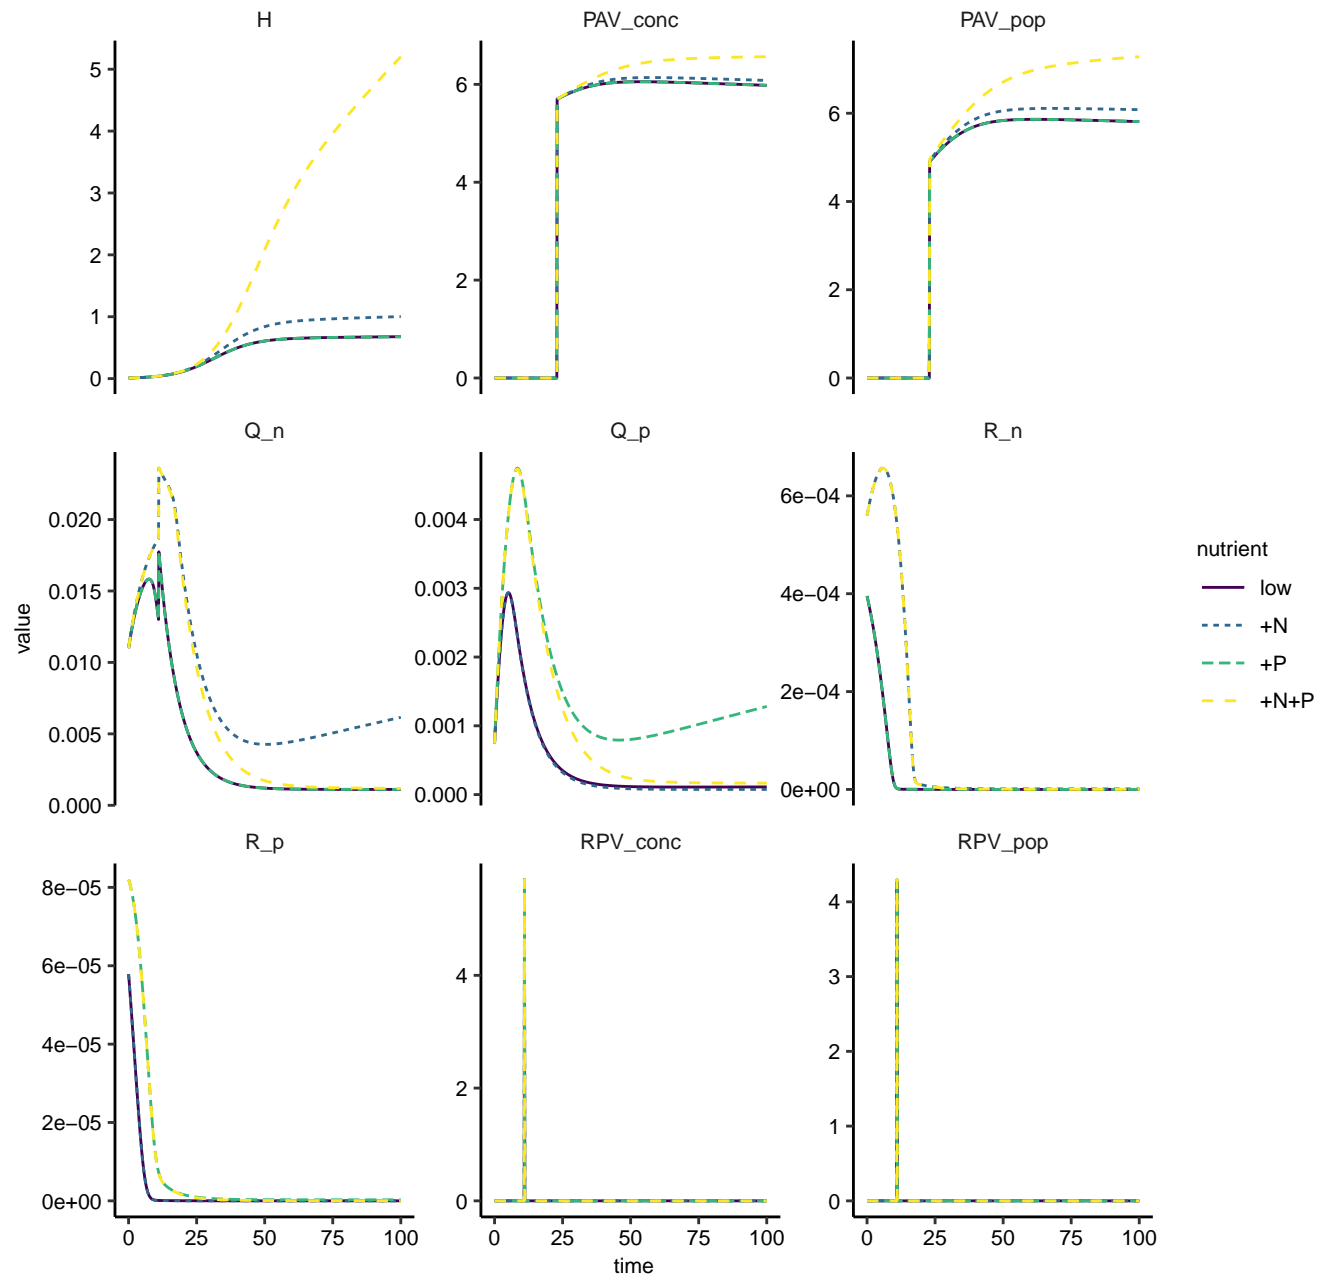 H
PAV_conc
PAV_pop
5
4
3
2
1
0
6
4
2
0
6
4
2
0
Q_n
Q_p
R_n
value
0.020
0.015
0.010
0.005
0.000
0.004
0.003
0.002
0.001
0.000
6e−04
4e−04
2e−04
0e+00
nutrient
low
+N
+P
+N+P
R_p
RPV_conc
RPV_pop
8e−05
6e−05
4e−05
2e−05
0e+00
4
2
0
4
3
2
1
0
0 25 50 75 100
0 25 50 75 100
0 25 50 75 100
time